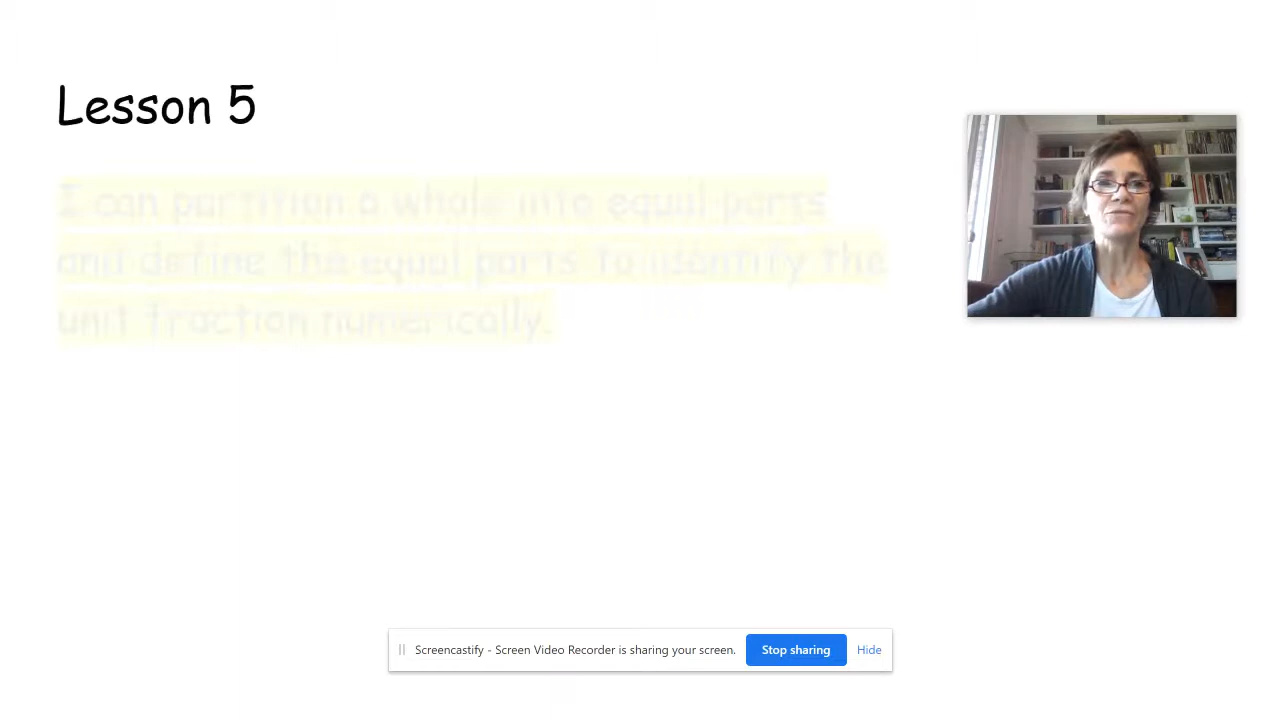 Lesson 5
I can partition a whole into equal parts
and define the equal parts to identify the
unit fraction numerically.
Screencastify - Screen Video Recorder is sharing your screen.
Stop sharing
Hide